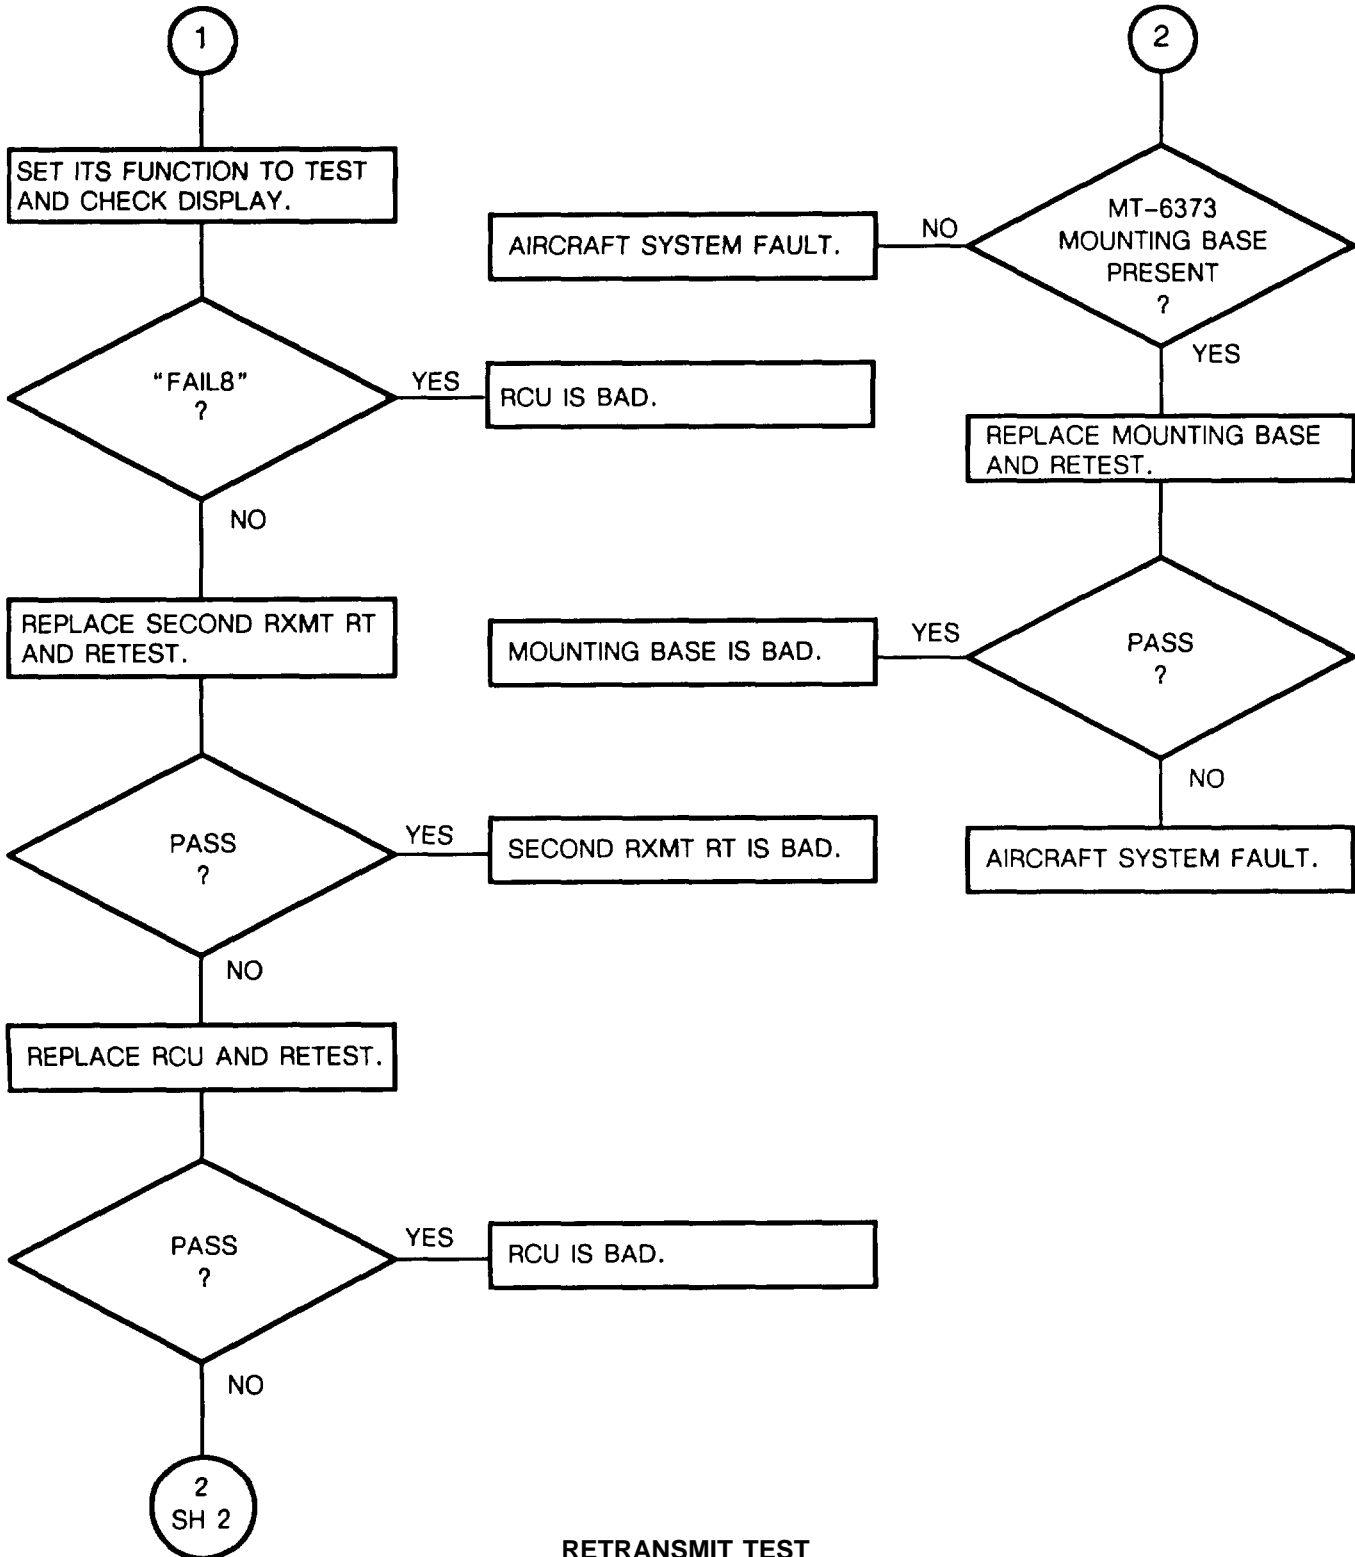 1
SET ITS FUNCTION TO TEST
AND CHECK DISPLAY.
"FAIL8"
?
YES
RCU IS BAD.
NO
REPLACE SECOND RXMT RT
AND RETEST.
PASS
?
YES
SECOND RXMT RT IS BAD.
NO
REPLACE RCU AND RETEST.
PASS
?
YES
RCU IS BAD.
NO
2
SH 2
2
MT-6373
MOUNTING BASE
PRESENT
?
NO
AIRCRAFT SYSTEM FAULT.
YES
REPLACE MOUNTING BASE
AND RETEST.
PASS
?
YES
MOUNTING BASE IS BAD.
NO
AIRCRAFT SYSTEM FAULT.
RETRANSMIT TEST